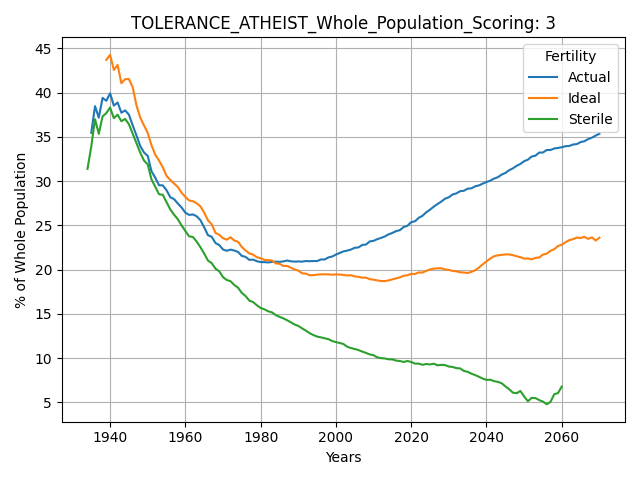 TOLERANCE_ATHEIST_Whole_Population_Scoring: 3
% of Whole Population
45
40
35
30
25
20
15
10
5
Fertility
Actual
Ideal
Sterile
1940 1960 1980 2000 2020 2040 2060
Years